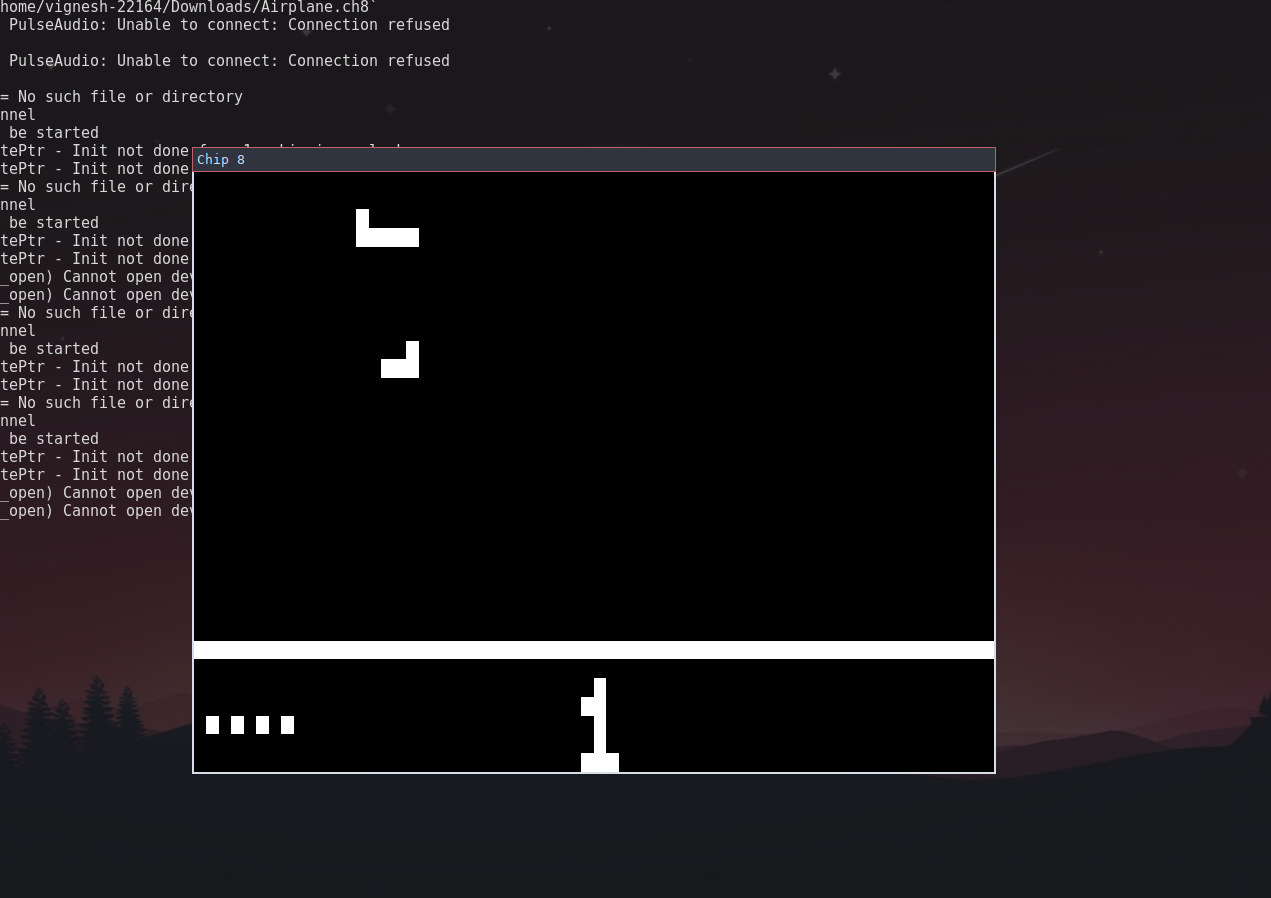 home/vignesh-22164/Downloads/Airplane.ch8`
PulseAudio: Unable to connect: Connection refused
PulseAudio: Unable to connect: Connection refused
= No such file or directory
nnel
be started
tePtr - Init not done
tePtr - Init not done
= No such file or dire
nnel
be started
tePtr - Init not done
tePtr - Init not done
_open) Cannot open dev
_open) Cannot open dev
= No such file or dire
nnel
be started
tePtr - Init not done
tePtr - Init not done
= No such file or dire
nnel
be started
tePtr - Init not done
tePtr - Init not done
_open) Cannot open dev
_open) Cannot open dev
Chip 8
1